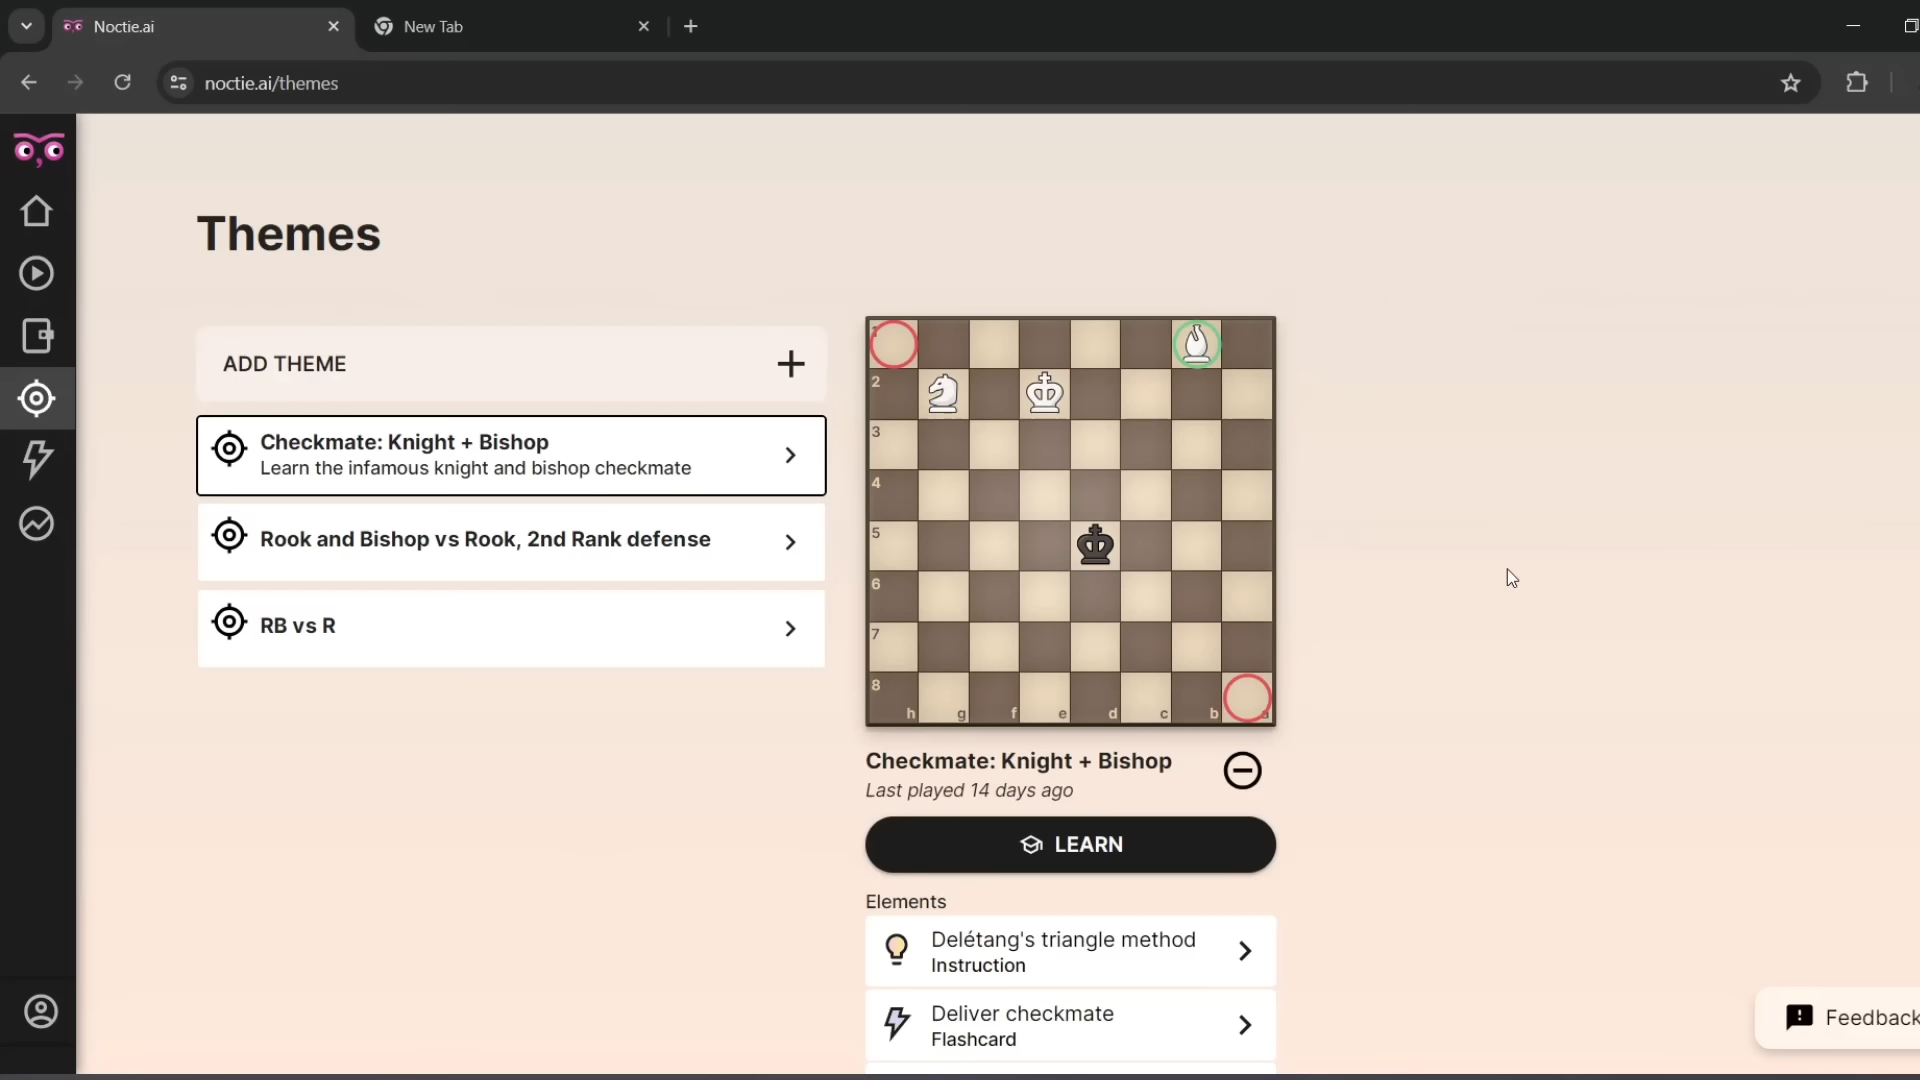 Noctie.ai
New Tab
noctie.ai/themes
Themes
ADD THEME
Checkmate: Knight + Bishop
Learn the infamous knight and bishop checkmate
Rook and Bishop vs Rook, 2nd Rank defense
RB vs R
1
2
3
4
5
6
7
8
h g f e d c b a
Checkmate: Knight + Bishop
Last played 14 days ago
LEARN
Elements
Delétang's triangle method
Instruction
Deliver checkmate
Flashcard
Feedback